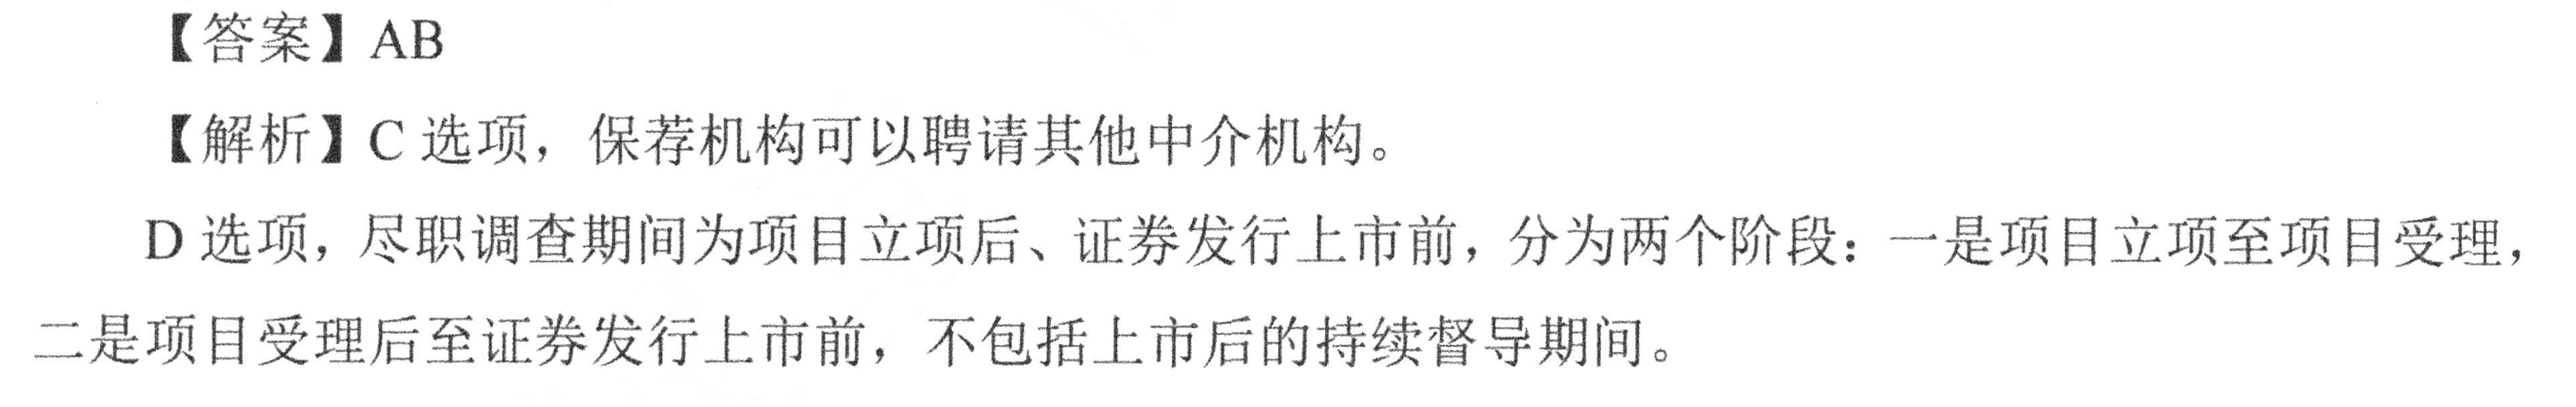 【答案】AB
【解析】C 选项，保荐机构可以聘请其他中介机构。
D 选项，尽职调查期间为项目立项后、证券发行上市前，分为两个阶段：一是项目立项至项目受理，
二是项目受理后至证券发行上市前，不包括上市后的持续督导期间。